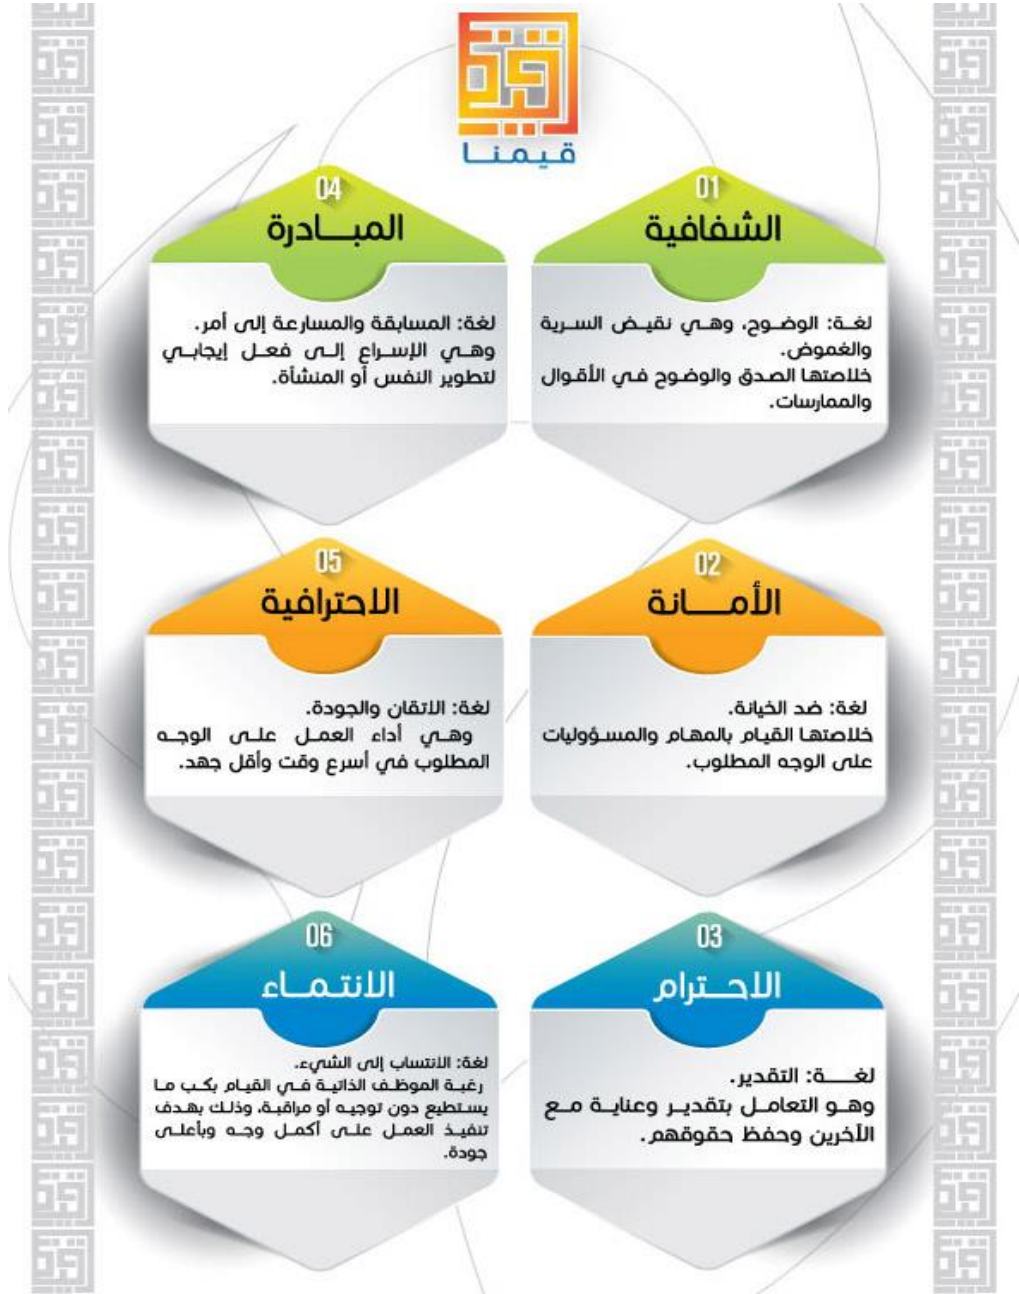 قيمنا
01
الشفافية
لغة: الوضوح، وهي نقيض السرية
والغموض.
خلاصتها الصدق والوضوح في الأقوال
والممارسات.
02
الأمانة
لغة: ضد الخيانة.
خلاصتها القيام بالمهام والمسؤوليات
على الوجه المطلوب.
03
الاحترام
لغة: التقدير.
وهو التعامل بتقدير وعناية مع
الآخرين وحفظ حقوقهم.
04
المبادرة
لغة: المسابقة والمسارعة إلى أمر.
وهي الإسراع إلى فعل إيجابي
لتطوير النفس أو المنشأة.
05
الاحترافية
لغة: الاتقان والجودة.
وهي أداء العمل على الوجه
المطلوب في أسرع وقت وأقل جهد.
06
الانتماء
لغة: الانتساب إلى الشيء.
رغبة الموظف الذاتية في القيام بكب ما
يستطيع دون توجيه أو مراقبة، وذلك بهدف
تنفيذ العمل على أكمل وجه وبأعلى
جودة.